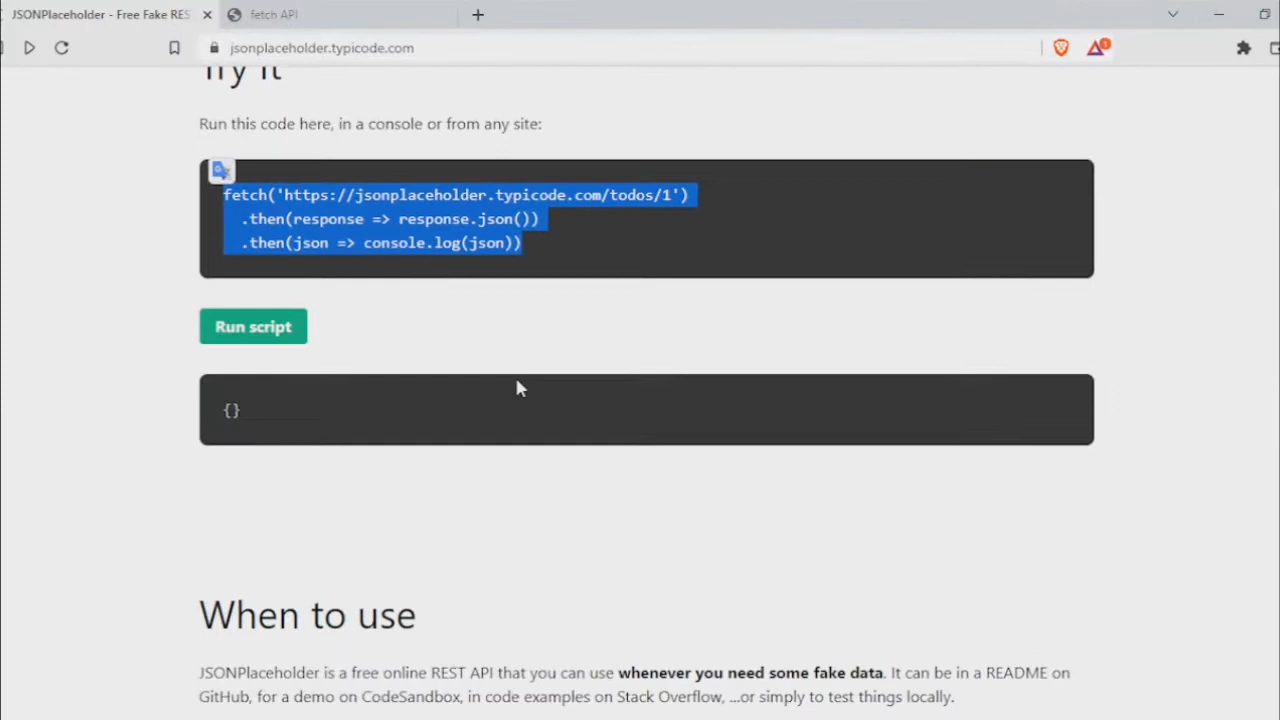 JSONPlaceholder - Free Fake RES
fetch API
jsonplaceholder.typicode.com
1
Try it
Run this code here, in a console or from any site:
fetch('https://jsonplaceholder.typicode.com/todos/1')
  .then(response => response.json())
  .then(json => console.log(json))
Run script
{}
When to use
JSONPlaceholder is a free online REST API that you can use whenever you need some fake data. It can be in a README on
GitHub, for a demo on CodeSandbox, in code examples on Stack Overflow, ...or simply to test things locally.